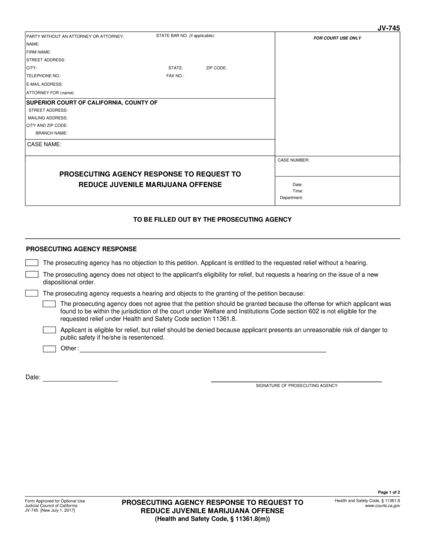 JV-745
PARTY WITHOUT AN ATTORNEY OR ATTORNEY:
STATE BAR NO. (if applicable)
FOR COURT USE ONLY
NAME:
FIRM NAME:
STREET ADDRESS:
CITY:
STATE:
ZIP CODE:
TELEPHONE NO.:
FAX NO.:
E-MAIL ADDRESS:
ATTORNEY FOR (name):
SUPERIOR COURT OF CALIFORNIA, COUNTY OF
STREET ADDRESS:
MAILING ADDRESS:
CITY AND ZIP CODE:
BRANCH NAME:
CASE NAME:
CASE NUMBER:
PROSECUTING AGENCY RESPONSE TO REQUEST TO
REDUCE JUVENILE MARIJUANA OFFENSE
Date:
Time:
Department:
TO BE FILLED OUT BY THE PROSECUTING AGENCY
PROSECUTING AGENCY RESPONSE
The prosecuting agency has no objection to this petition. Applicant is entitled to the requested relief without a hearing.
The prosecuting agency does not object to the applicant's eligibility for relief, but requests a hearing on the issue of a new
dispositional order.
The prosecuting agency requests a hearing and objects to the granting of the petition because:
The prosecuting agency does not agree that the petition should be granted because the offense for which applicant was
found to be within the jurisdiction of the court under Welfare and Institutions Code section 602 is not eligible for the
requested relief under Health and Safety Code section 11361.8.
Applicant is eligible for relief, but relief should be denied because applicant presents an unreasonable risk of danger to
public safety if he/she is resentenced.
Other:
Date:
SIGNATURE OF PROSECUTING AGENCY
Page 1 of 2
Form Approved for Optional Use
Judicial Council of California
JV-745. [New July 1, 2017]
PROSECUTING AGENCY RESPONSE TO REQUEST TO
REDUCE JUVENILE MARIJUANA OFFENSE
(Health and Safety Code, § 11361.8(m))
Health and Safety Code, § 11361.8
www.courts.ca.gov